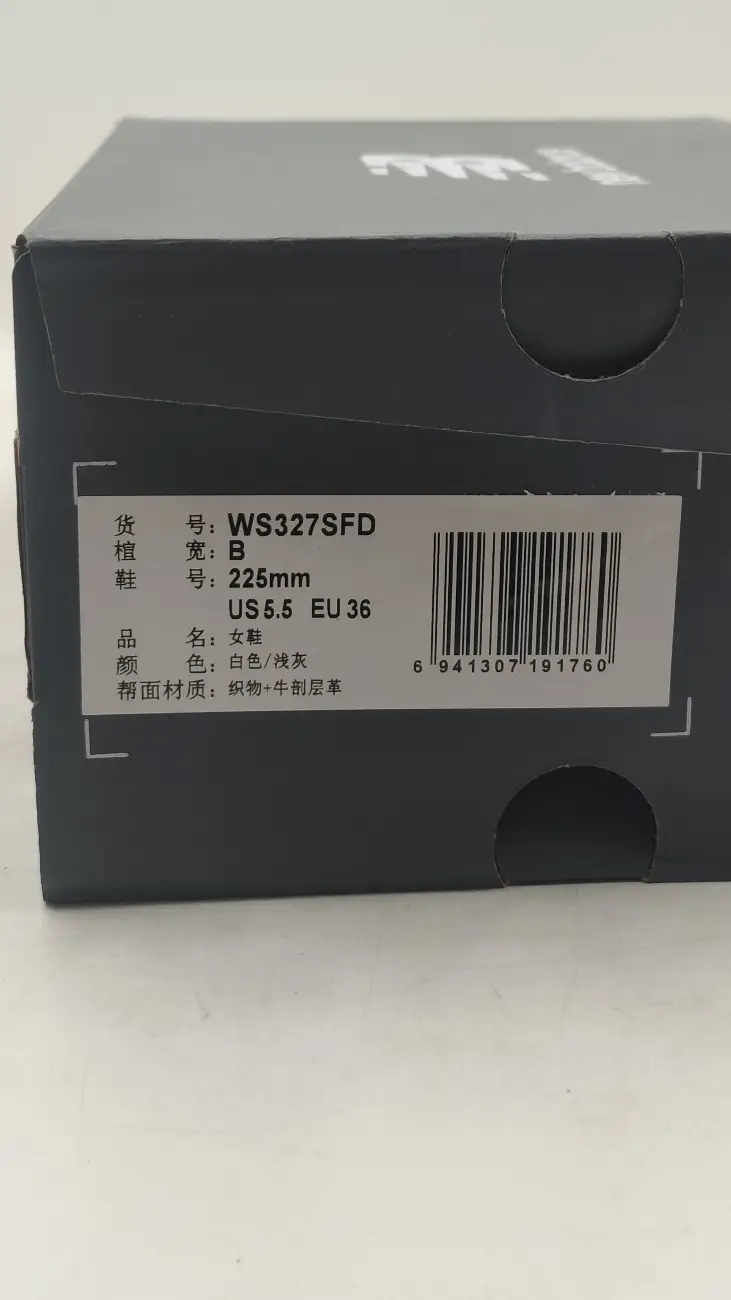 货 号：WS327SFD
楦 宽：B
鞋 号：225mm
US 5.5 EU 36
品 名：女鞋
颜 色：白色/浅灰
帮面材质：织物+牛剖层革
6 941307 191760